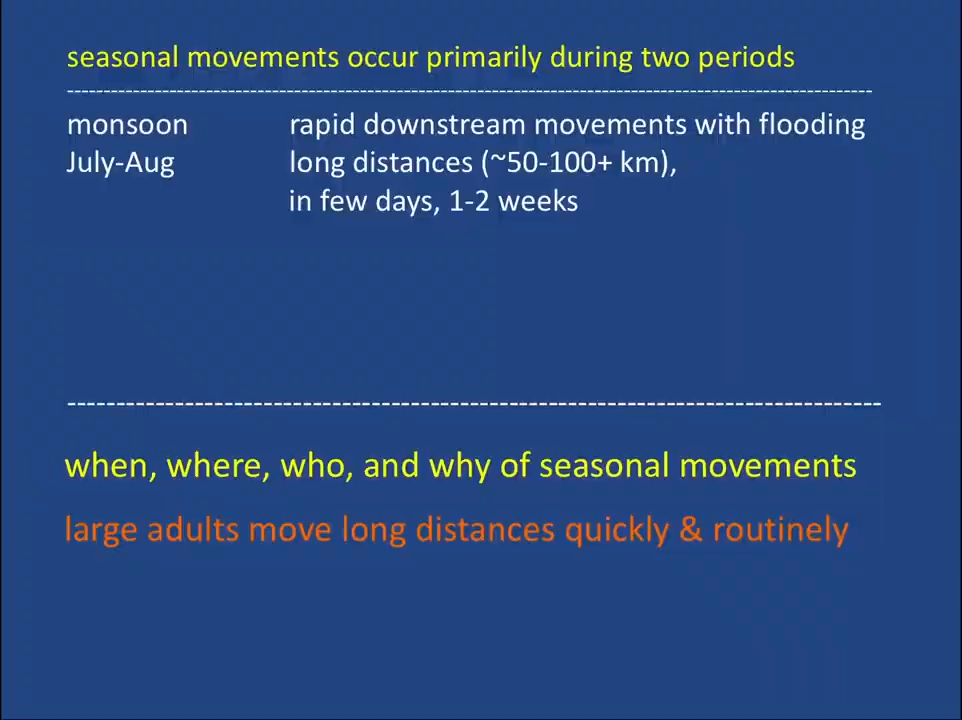 seasonal movements occur primarily during two periods
--------------------------------------------------------------------------------------------------------------
monsoon rapid downstream movements with flooding
July-Aug long distances (~50-100+ km),
in few days, 1-2 weeks
-----------------------------------------------------------------------------------
when, where, who, and why of seasonal movements
large adults move long distances quickly & routinely